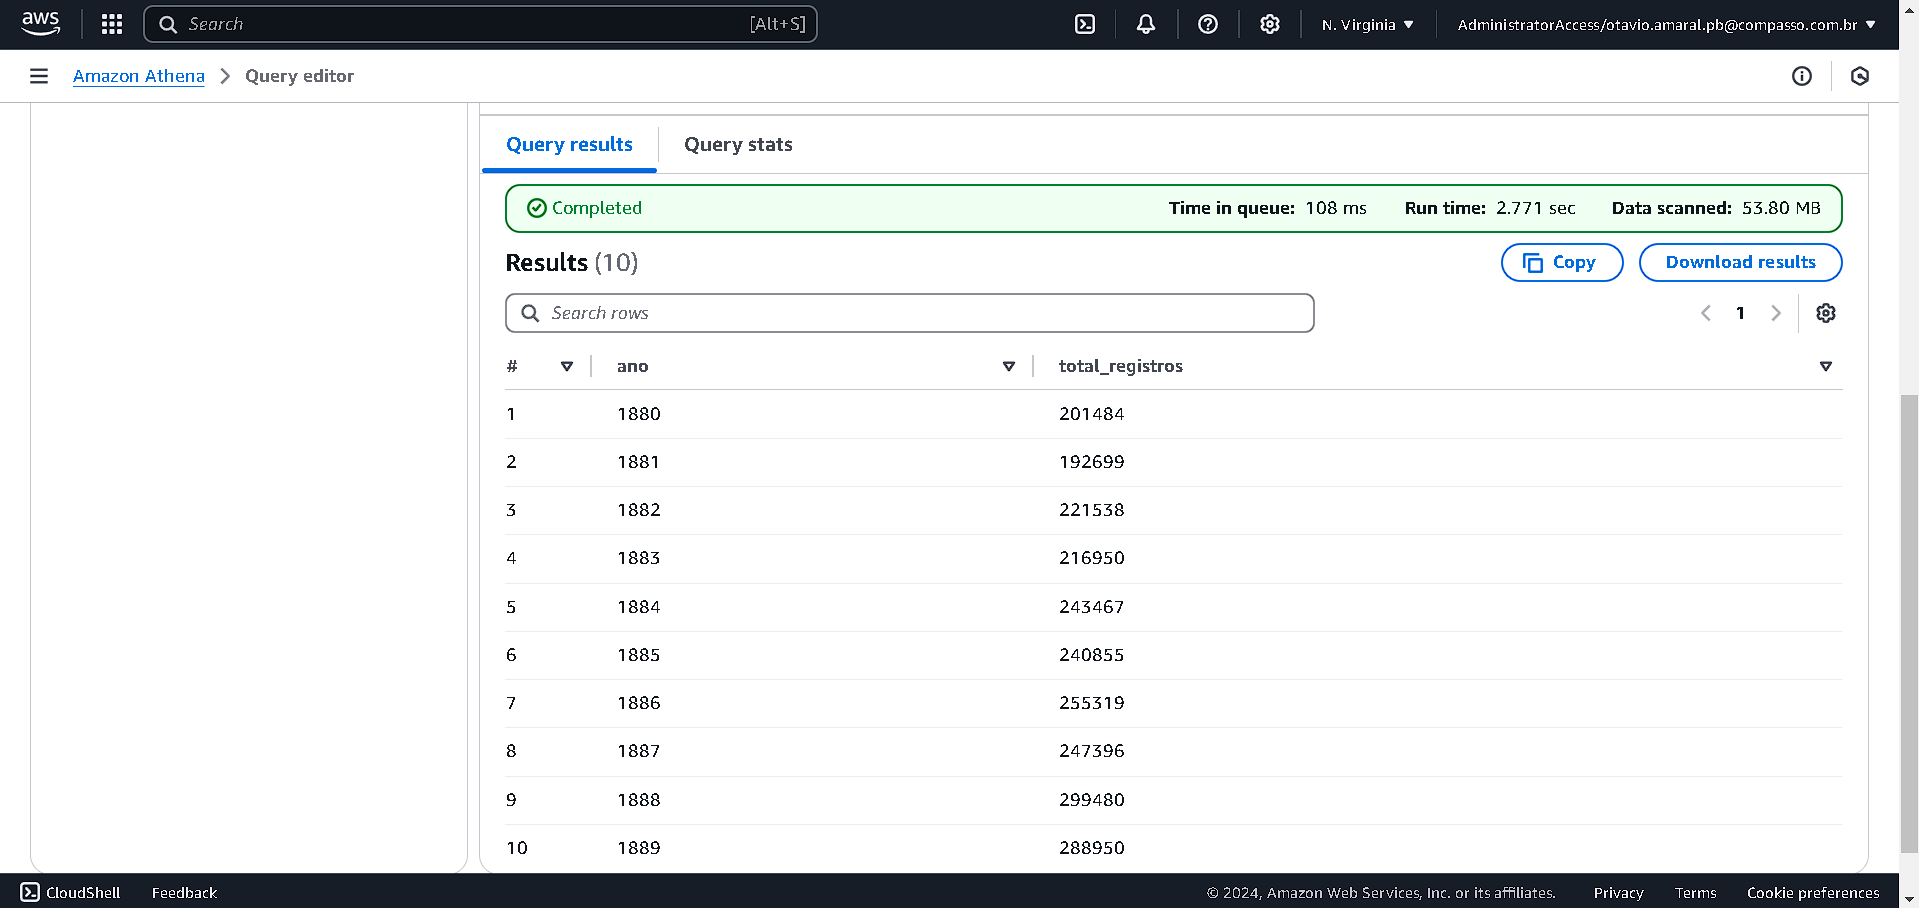 aws Search [Alt+S] N. Virginia AdministratorAccess/otavio.amaral.pb@compasso.com.br
Amazon Athena Query editor
Query results Query stats
Completed Time in queue: 108 ms Run time: 2.771 sec Data scanned: 53.80 MB
Results (10) Copy Download results
Search rows 1
# ano total_registros
1 1880 201484
2 1881 192699
3 1882 221538
4 1883 216950
5 1884 243467
6 1885 240855
7 1886 255319
8 1887 247396
9 1888 299480
10 1889 288950
CloudShell Feedback © 2024, Amazon Web Services, Inc. or its affiliates. Privacy Terms Cookie preferences